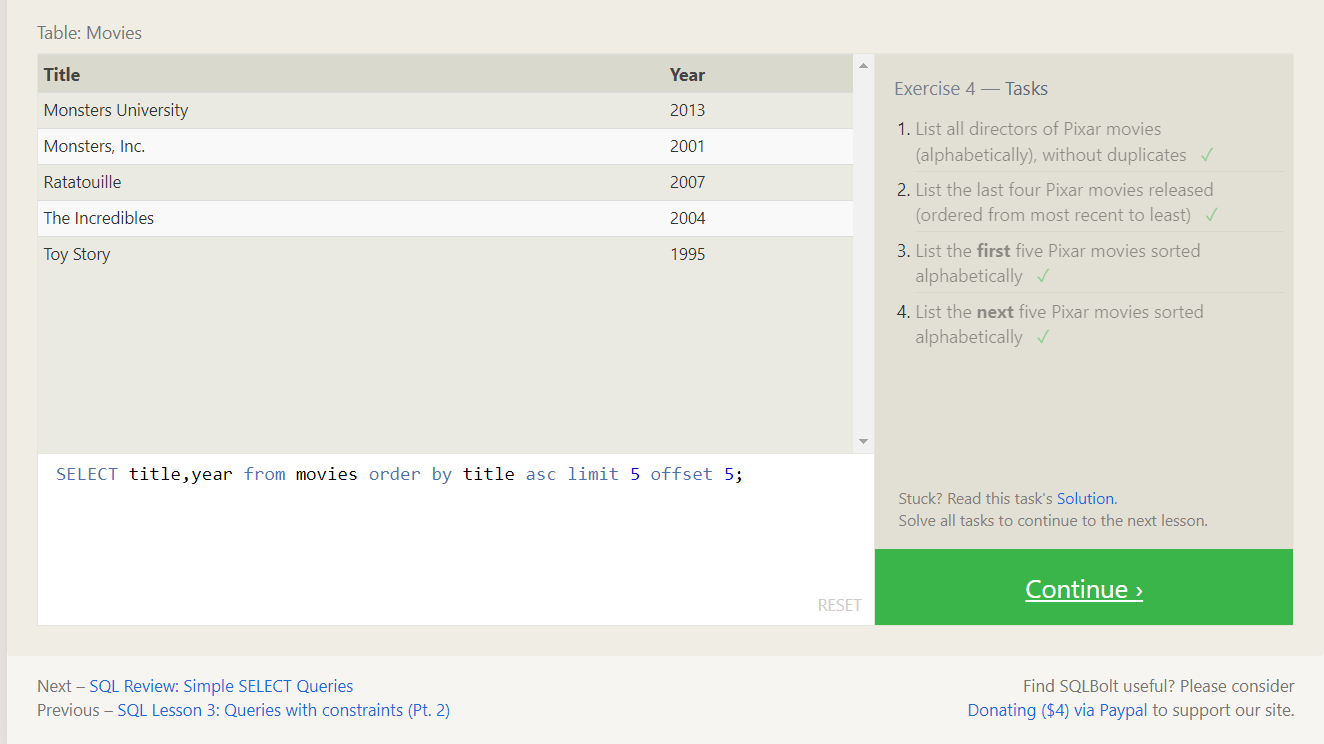 Table: Movies
Title Year
Monsters University 2013
Monsters, Inc. 2001
Ratatouille 2007
The Incredibles 2004
Toy Story 1995
SELECT title,year from movies order by title asc limit 5 offset 5;
RESET
Exercise 4 — Tasks
1. List all directors of Pixar movies
(alphabetically), without duplicates ✓
2. List the last four Pixar movies released
(ordered from most recent to least) ✓
3. List the first five Pixar movies sorted
alphabetically ✓
4. List the next five Pixar movies sorted
alphabetically ✓
Stuck? Read this task's Solution.
Solve all tasks to continue to the next lesson.
Continue ›
Next – SQL Review: Simple SELECT Queries
Previous – SQL Lesson 3: Queries with constraints (Pt. 2)
Find SQLBolt useful? Please consider
Donating ($4) via Paypal to support our site.